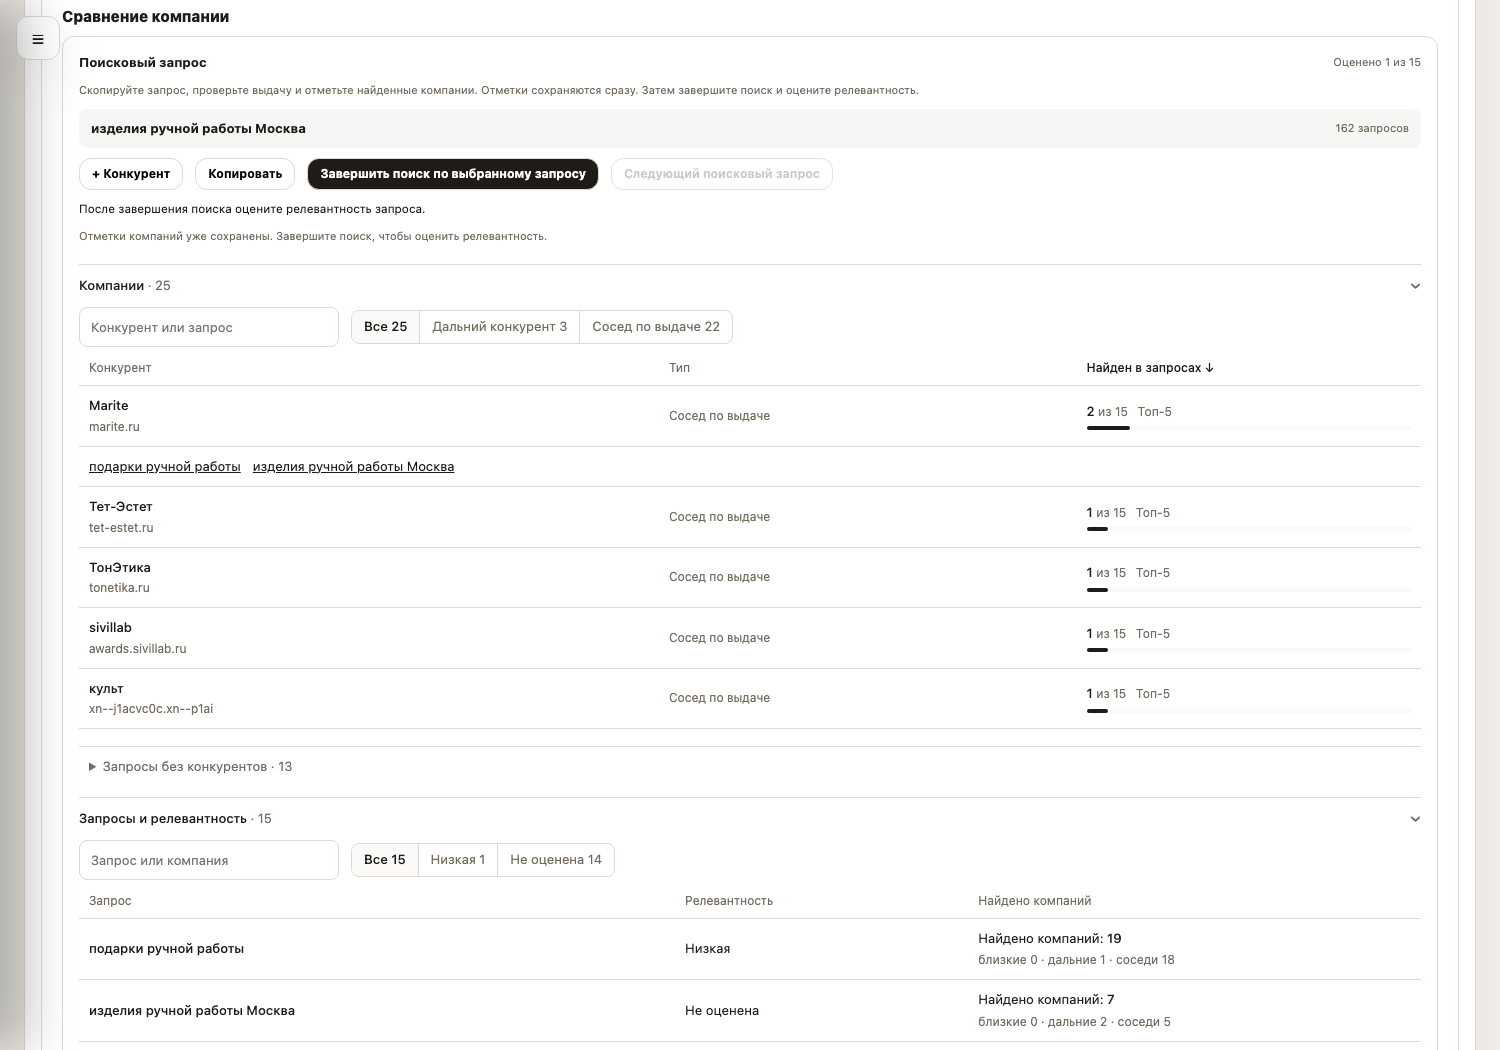 Сравнение компании
Поисковый запрос
Оценено 1 из 15
Скопируйте запрос, проверьте выдачу и отметьте найденные компании. Отметки сохраняются сразу. Затем завершите поиск и оцените релевантность.
изделия ручной работы Москва
162 запросов
+ Конкурент
Копировать
Завершить поиск по выбранному запросу
Следующий поисковый запрос
После завершения поиска оцените релевантность запроса.
Отметки компаний уже сохранены. Завершите поиск, чтобы оценить релевантность.
Компании · 25
Конкурент или запрос
Все 25
Дальний конкурент 3
Сосед по выдаче 22
Конкурент
Тип
Найден в запросах ↓
Marite
marite.ru
Сосед по выдаче
2 из 15 Топ-5
подарки ручной работы изделия ручной работы Москва
Тет-Эстет
tet-estet.ru
Сосед по выдаче
1 из 15 Топ-5
ТонЭтика
tonetika.ru
Сосед по выдаче
1 из 15 Топ-5
sivillab
awards.sivillab.ru
Сосед по выдаче
1 из 15 Топ-5
культ
xn--j1acvc0c.xn--p1ai
Сосед по выдаче
1 из 15 Топ-5
Запросы без конкурентов · 13
Запросы и релевантность · 15
Запрос или компания
Все 15
Низкая 1
Не оценена 14
Запрос
Релевантность
Найдено компаний
подарки ручной работы
Низкая
Найдено компаний: 19
близкие 0 · дальние 1 · соседи 18
изделия ручной работы Москва
Не оценена
Найдено компаний: 7
близкие 0 · дальние 2 · соседи 5